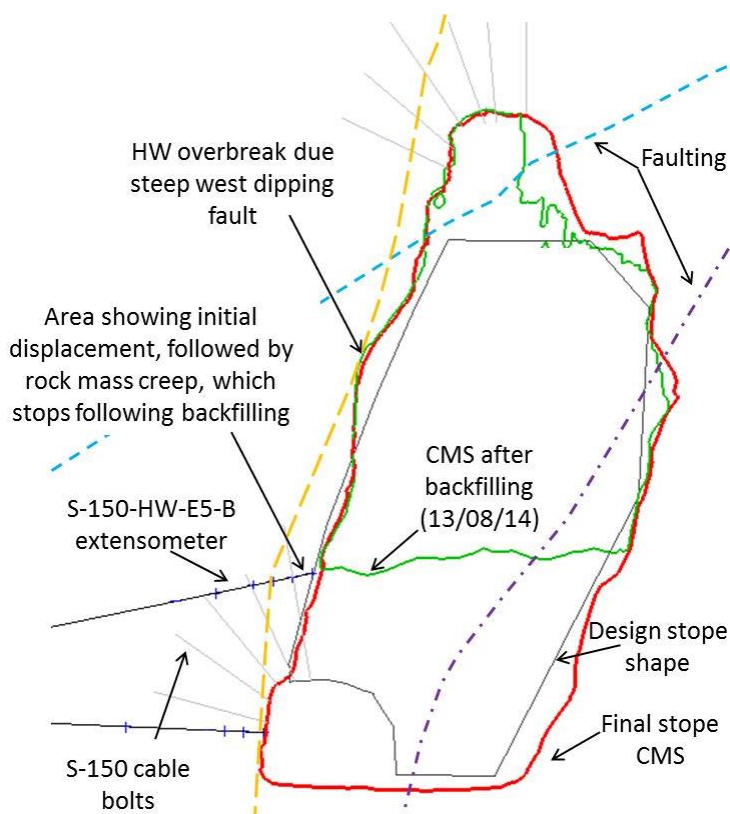 HW overbreak due
steep west dipping
fault
Faulting
Area showing initial
displacement, followed by
rock mass creep, which
stops following backfilling
CMS after
backfilling
(13/08/14)
S-150-HW-E5-B
extensometer
Design stope
shape
Final stope
CMS
S-150 cable
bolts